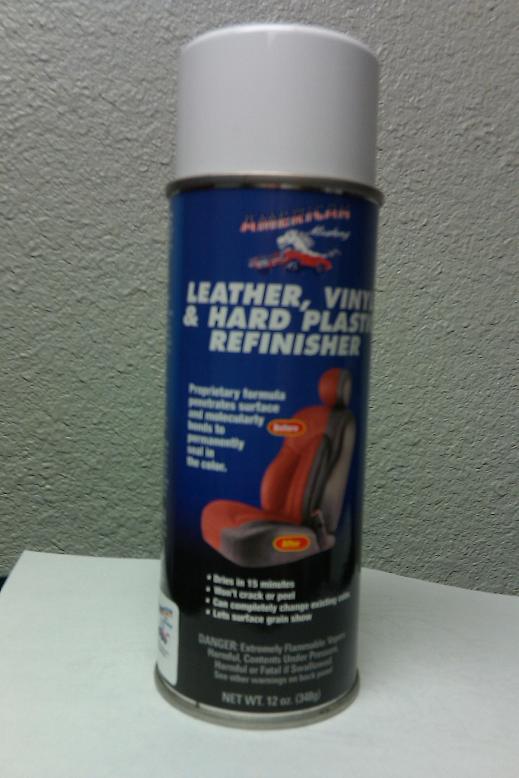 AMERICAN
Mustang
LEATHER, VINY
& HARD PLASTI
REFINISHER
Proprietary formula
penetrates surface
and molecularly
bonds to
permanently
seal in
the color.
Before
After
• Dries in 15 minutes
• Won't crack or peel
• Can completely change existing color
• Lets surface grain show
DANGER: Extremely Flammable Vapors
Harmful, Contents Under Pressure,
Harmful or Fatal if Swallowed.
See other warnings on back panel
NET WT. 12 oz. (348g)